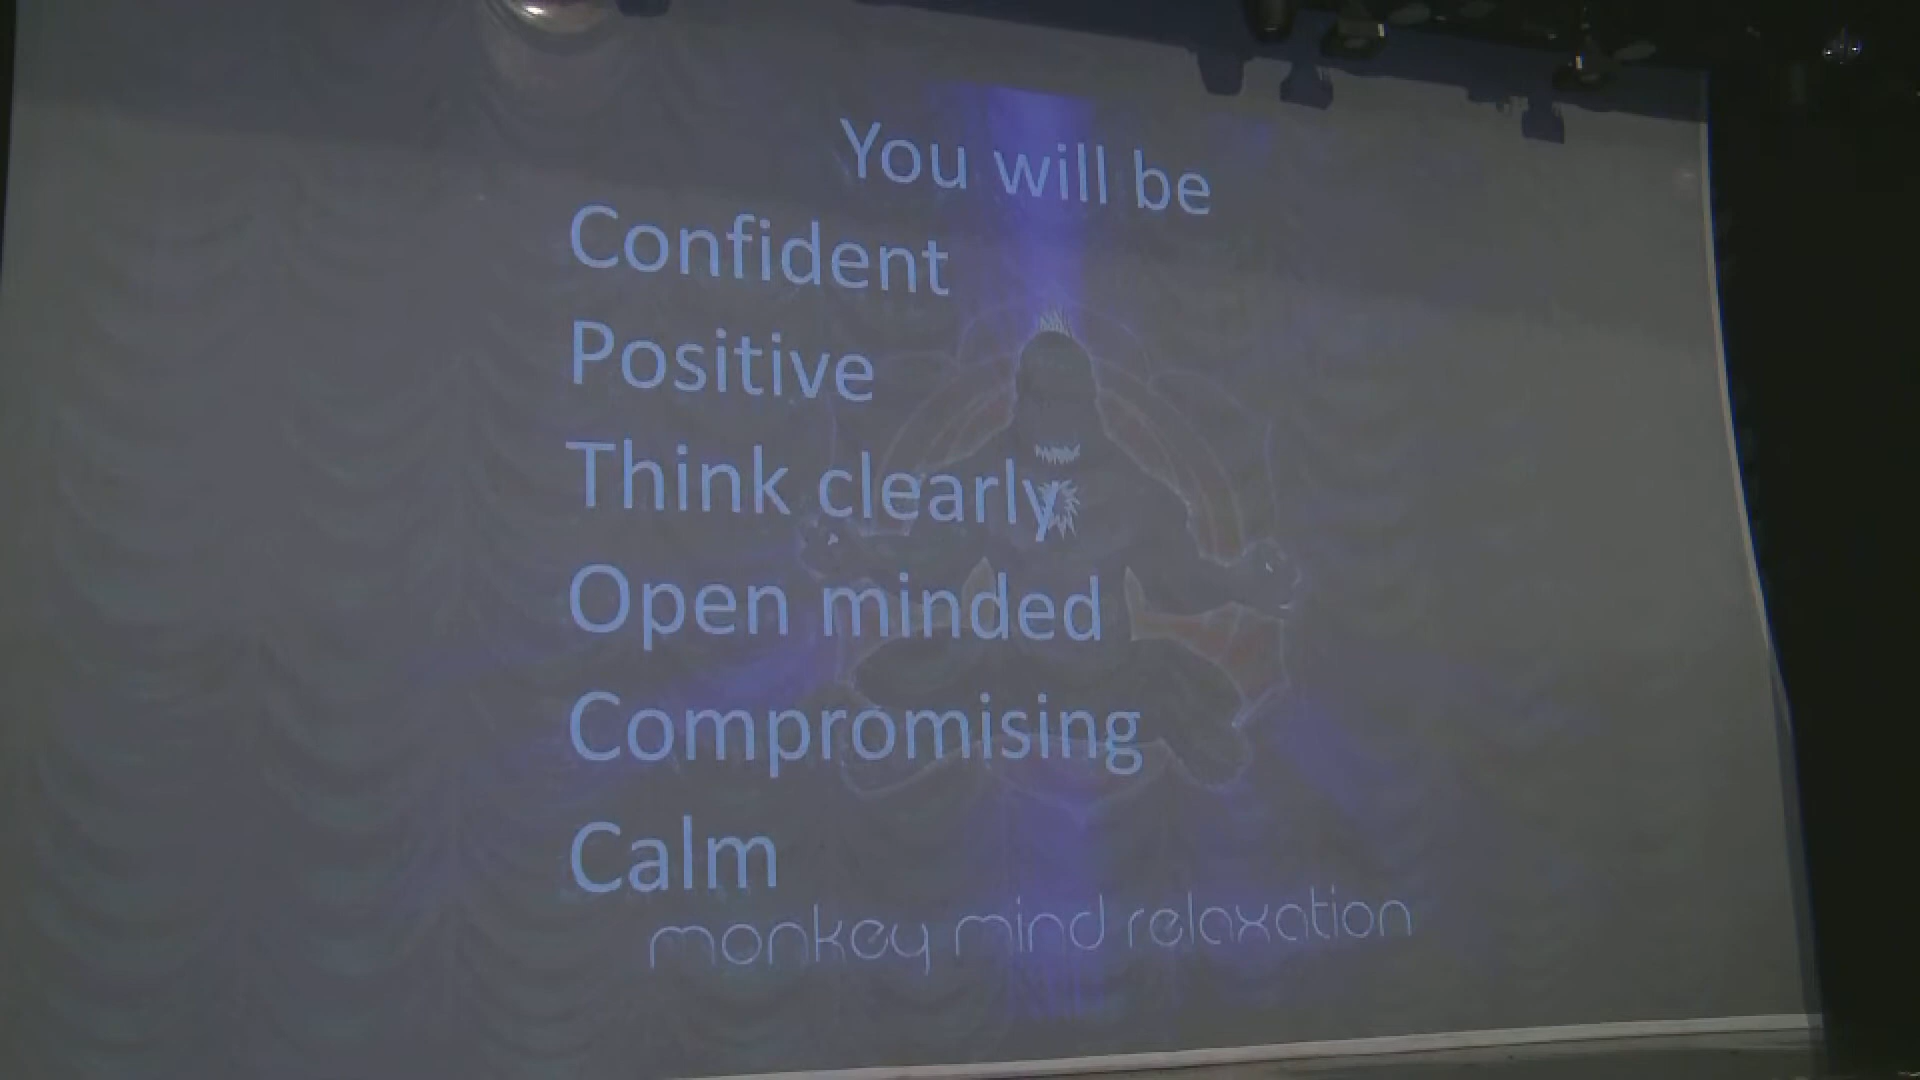 You will be
Confident
Positive
Think clearly
Open minded
Compromising
Calm
monkey mind relaxation